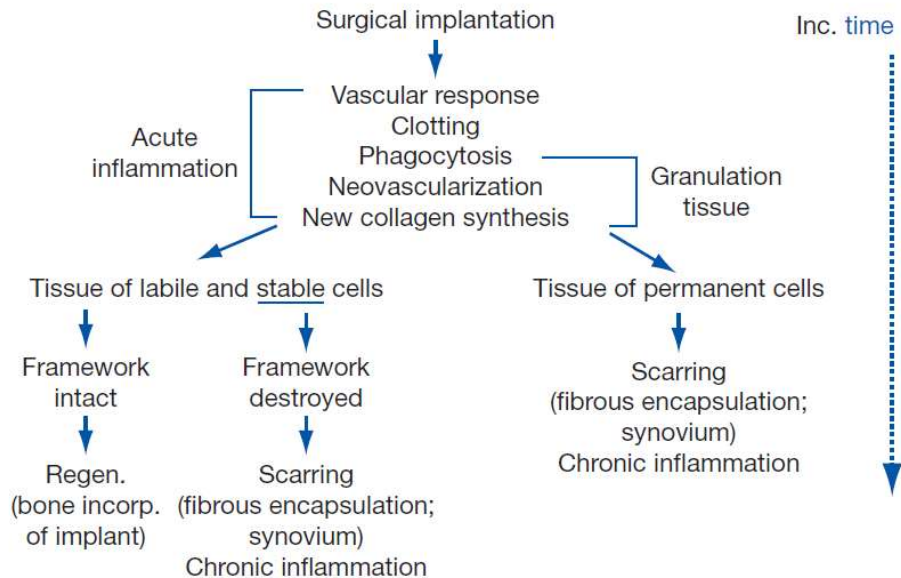 Surgical implantation
Inc. time
Vascular response
Clotting
Phagocytosis
Neovascularization
New collagen synthesis
Acute
inflammation
Granulation
tissue
Tissue of labile and stable cells
Tissue of permanent cells
Framework
intact
Framework
destroyed
Scarring
(fibrous encapsulation;
synovium)
Chronic inflammation
Regen.
(bone incorp.
of implant)
Scarring
(fibrous encapsulation;
synovium)
Chronic inflammation